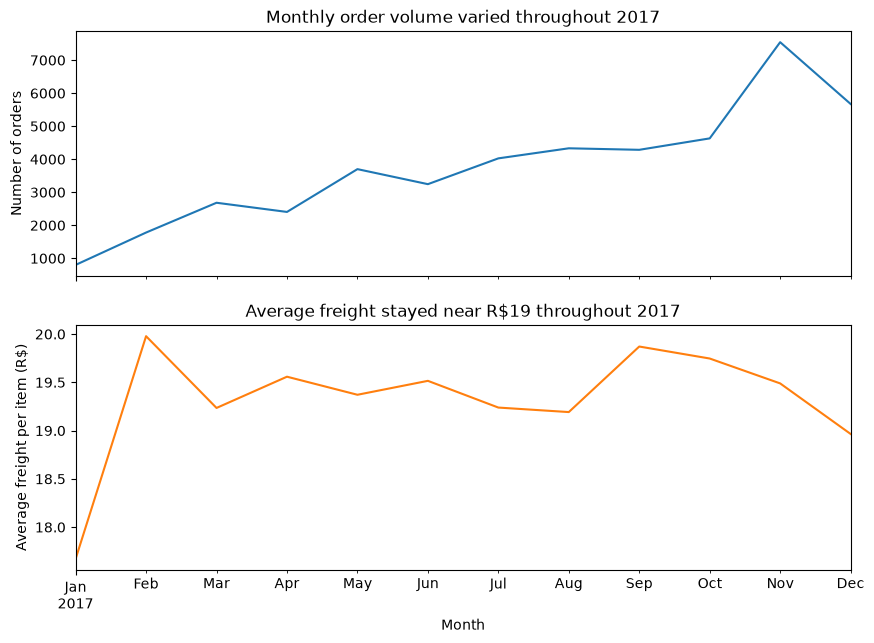 Monthly order volume varied throughout 2017
Number of orders
7000
6000
5000
4000
3000
2000
1000
Average freight stayed near R$19 throughout 2017
Average freight per item (R$)
20.0
19.5
19.0
18.5
18.0
Jan Feb Mar Apr May Jun Jul Aug Sep Oct Nov Dec
2017
Month